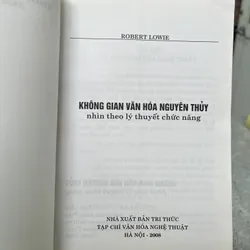 ROBERT LOWIE
KHÔNG GIAN VĂN HÓA NGUYÊN THỦY
nhìn theo lý thuyết chức năng
NHÀ XUẤT BẢN TRI THỨC
TẠP CHÍ VĂN HÓA NGHỆ THUẬT
HÀ NỘI - 2008